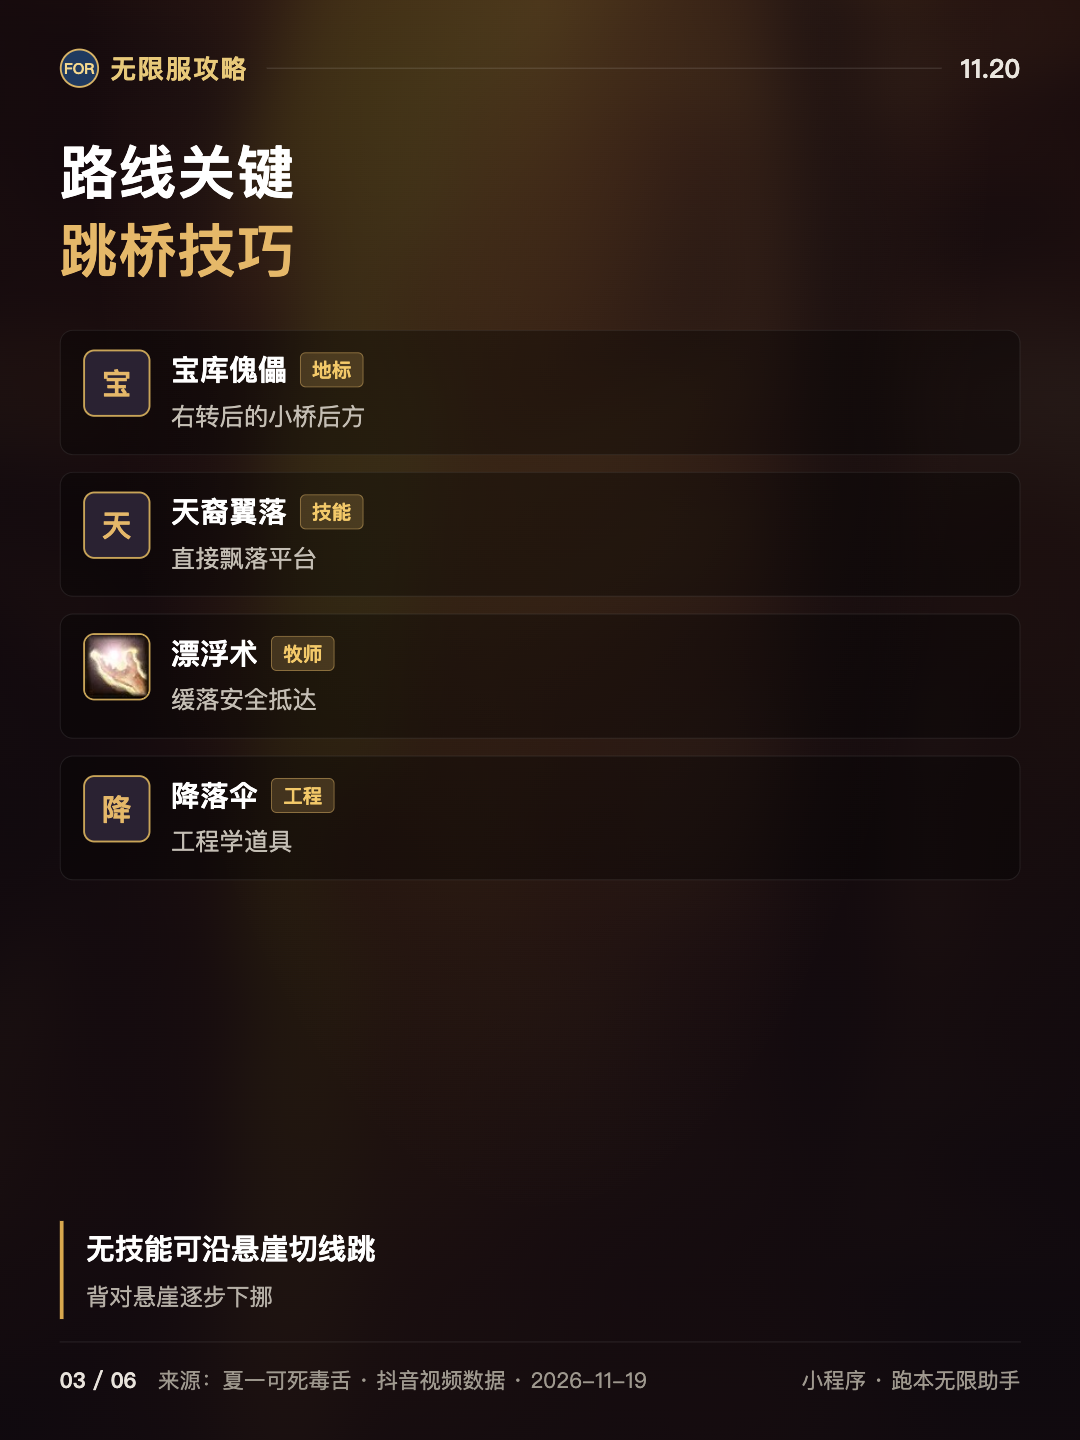 FOR 无限服攻略 11.20
路线关键
跳桥技巧
宝
宝库傀儡 地标
右转后的小桥后方
天
天裔翼落 技能
直接飘落平台
漂浮术 牧师
缓落安全抵达
降
降落伞 工程
工程学道具
无技能可沿悬崖切线跳
背对悬崖逐步下挪
03 / 06 来源：夏一可死毒舌 · 抖音视频数据 · 2026-11-19 小程序 · 跑本无限助手